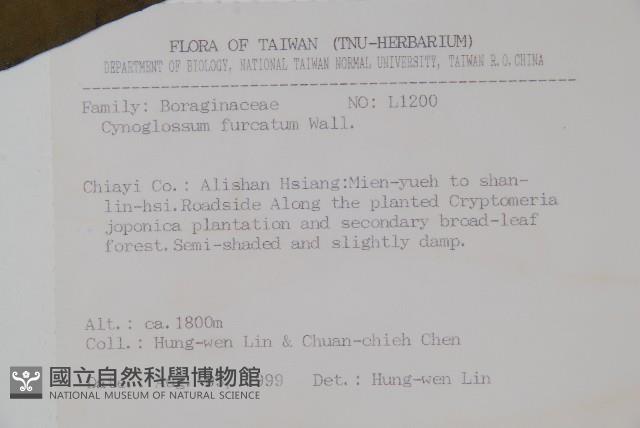 FLORA OF TAIWAN (TNU-HERBARIUM)
DEPARTMENT OF BIOLOGY, NATIONAL TAIWAN NORMAL UNIVERSITY, TAIWAN R.O.CHINA
Family: Boraginaceae NO: L1200
Cynoglossum furcatum Wall.
Chiayi Co.: Alishan Hsiang:Mien-yueh to shan-
lin-hsi.Roadside Along the planted Cryptomeria
joponica plantation and secondary broad-leaf
forest.Semi-shaded and slightly damp.
Alt.: ca.1800m
Coll.: Hung-wen Lin & Chuan-chieh Chen
1999 Det.: Hung-wen Lin
國立自然科學博物館
NATIONAL MUSEUM OF NATURAL SCIENCE